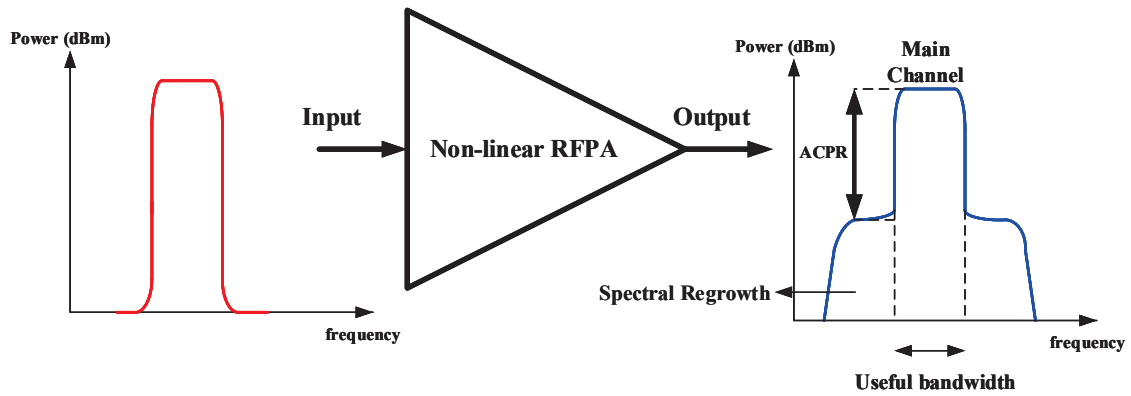 Power (dBm)
frequency
Input
Non-linear RFPA
Output
Power (dBm)
Main
Channel
ACPR
Spectral Regrowth
frequency
Useful bandwidth